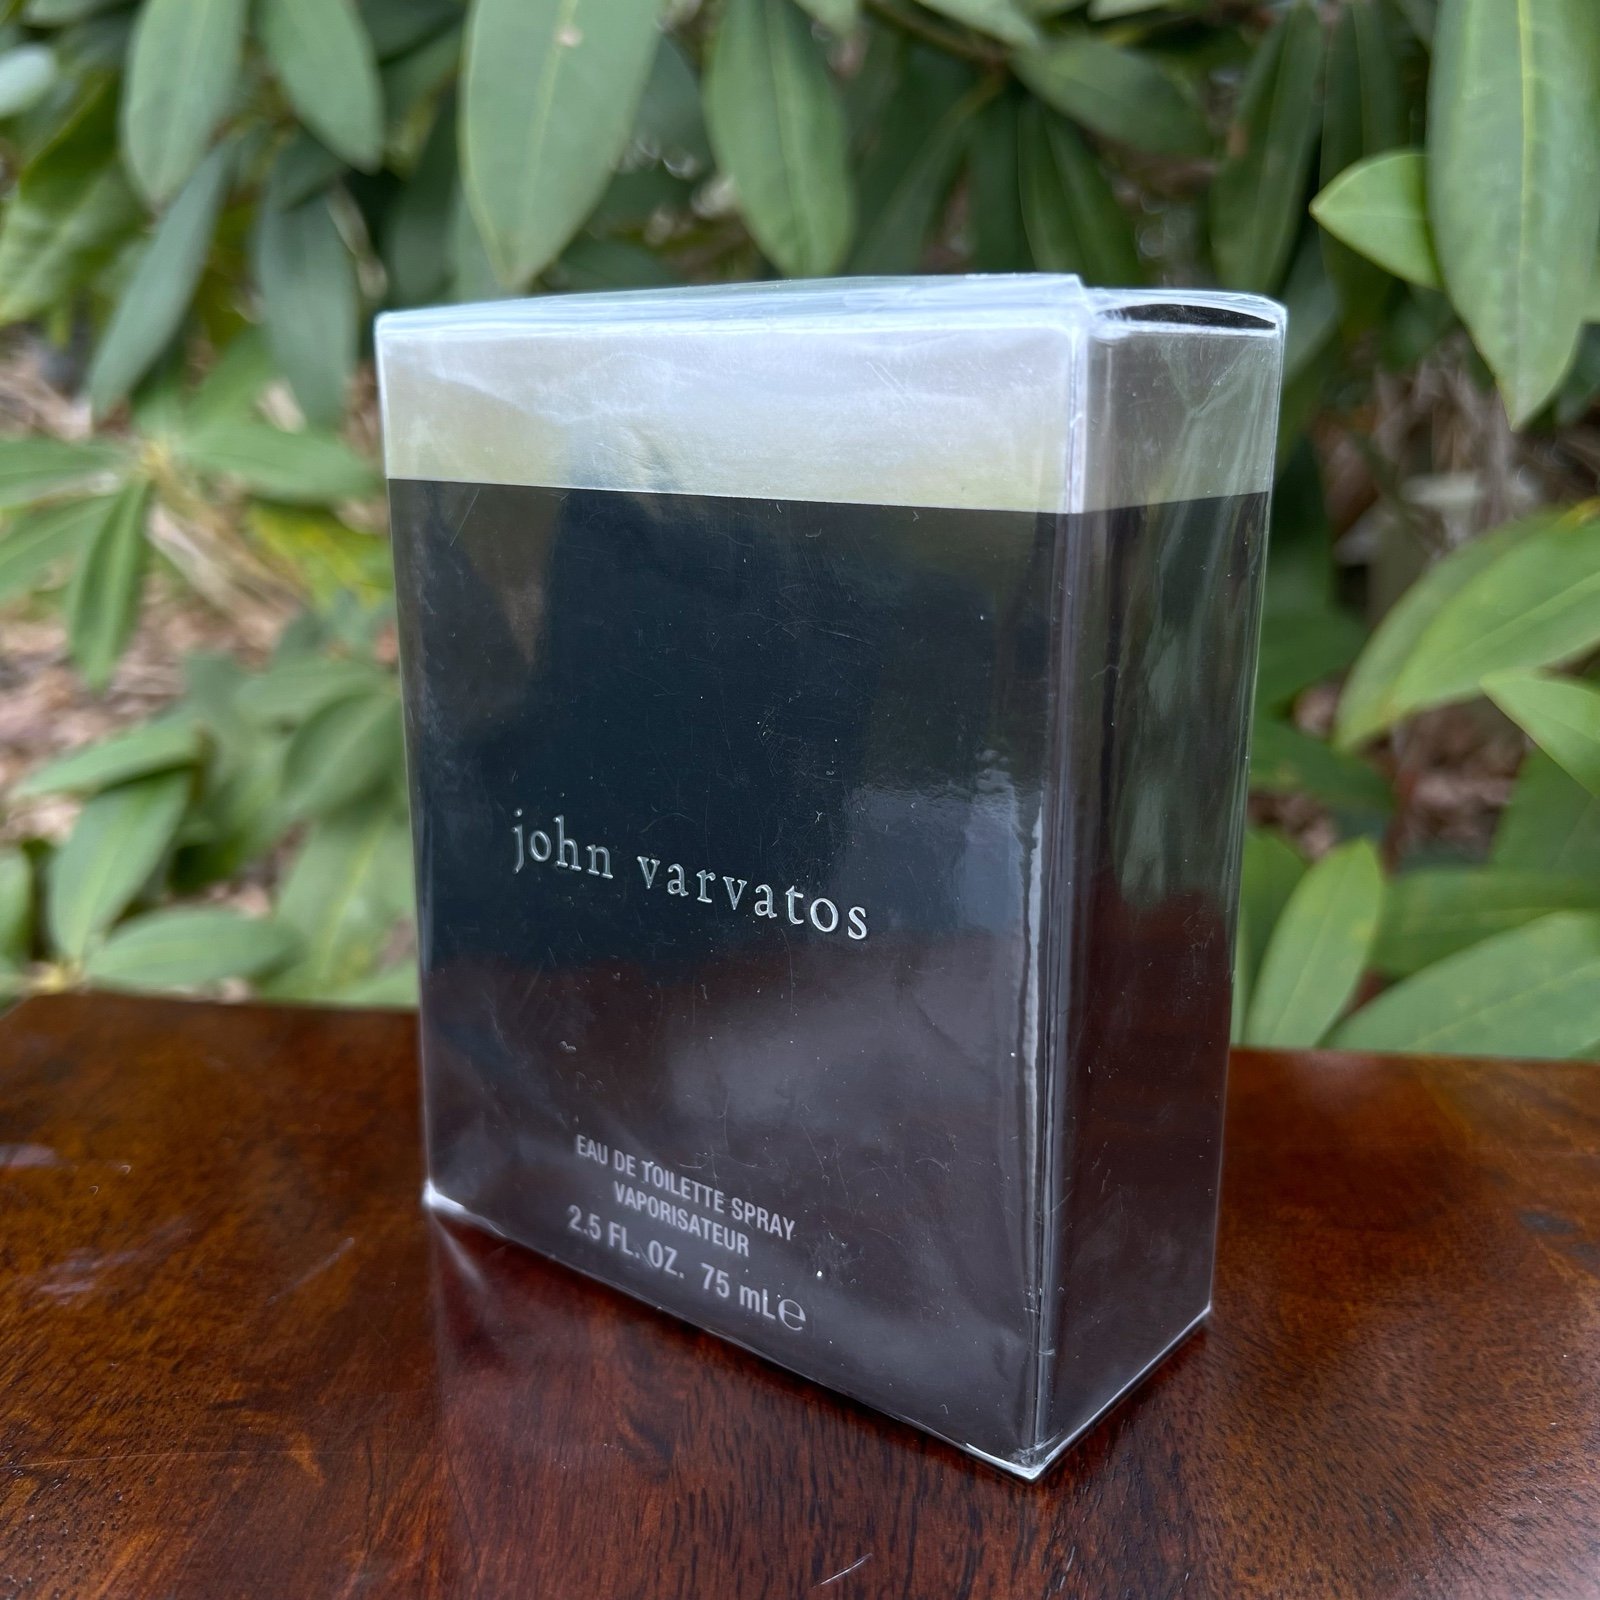 john varvatos
EAU DE TOILETTE SPRAY
VAPORISATEUR
2.5 FL. OZ. 75 mL℮